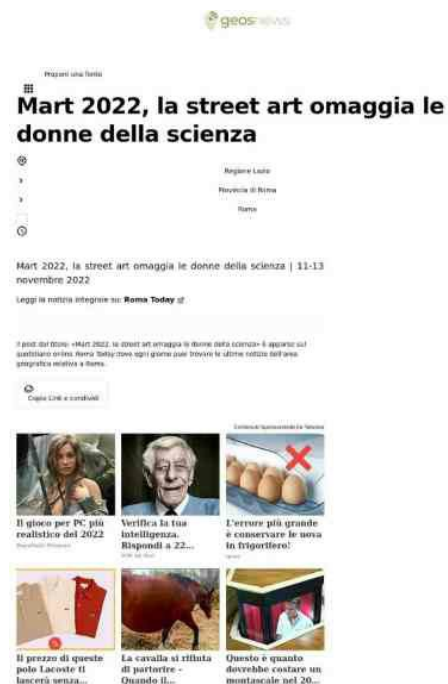 geosnews
Proponi una fonte
Mart 2022, la street art omaggia le
donne della scienza
Regione Lazio
Provincia di Roma
Roma
Mart 2022, la street art omaggia le donne della scienza | 11-13
novembre 2022
Leggi la notizia integrale su: Roma Today
Il post dal titolo: «Mart 2022, la street art omaggia le donne della scienza» è apparso sul
quotidiano online Roma Today dove ogni giorno puoi trovare le ultime notizie dell'area
geografica relativa a Roma.
Copia Link e condividi
Contenuti Sponsorizzati da Taboola
Il gioco per PC più
realistico del 2022
Verifica la tua
intelligenza.
Rispondi a 22...
L'errore più grande
è conservare le uova
in frigorifero!
Il prezzo di queste
polo Lacoste ti
lascerà senza...
La cavalla si rifiuta
di partorire -
Quando il...
Questo è quanto
dovrebbe costare un
montascale nel 20...